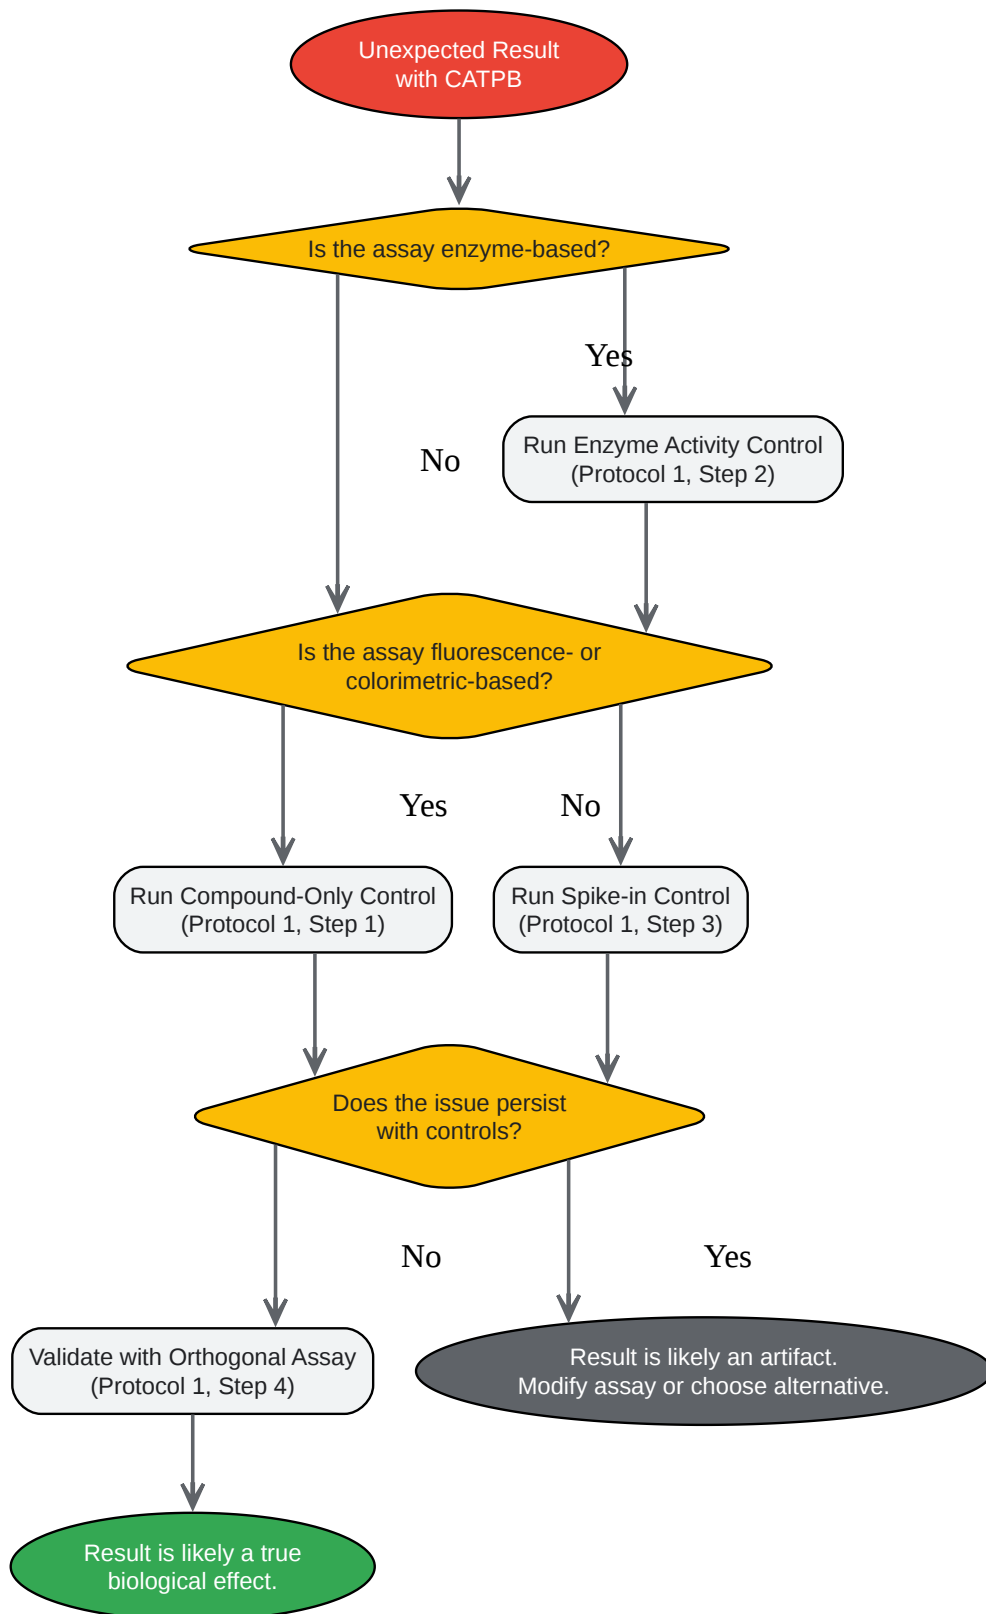 Unexpected Result
with CATPB
Is the assay enzyme-based?
Yes
No
Run Enzyme Activity Control
(Protocol 1, Step 2)
Is the assay fluorescence- or
colorimetric-based?
Yes
No
Run Compound-Only Control
(Protocol 1, Step 1)
Run Spike-in Control
(Protocol 1, Step 3)
Does the issue persist
with controls?
No
Yes
Validate with Orthogonal Assay
(Protocol 1, Step 4)
Result is likely an artifact.
Modify assay or choose alternative.
Result is likely a true
biological effect.